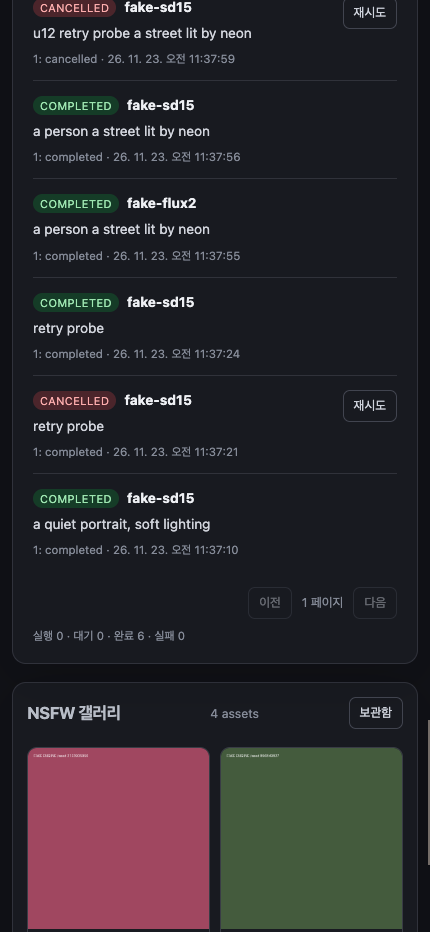 CANCELLED fake-sd15 재시도
u12 retry probe a street lit by neon
1: cancelled · 26. 11. 23. 오전 11:37:59
COMPLETED fake-sd15
a person a street lit by neon
1: completed · 26. 11. 23. 오전 11:37:56
COMPLETED fake-flux2
a person a street lit by neon
1: completed · 26. 11. 23. 오전 11:37:55
COMPLETED fake-sd15
retry probe
1: completed · 26. 11. 23. 오전 11:37:24
CANCELLED fake-sd15 재시도
retry probe
1: completed · 26. 11. 23. 오전 11:37:21
COMPLETED fake-sd15
a quiet portrait, soft lighting
1: completed · 26. 11. 23. 오전 11:37:10
이전 1 페이지 다음
실행 0 · 대기 0 · 완료 6 · 실패 0
NSFW 갤러리 4 assets 보관함